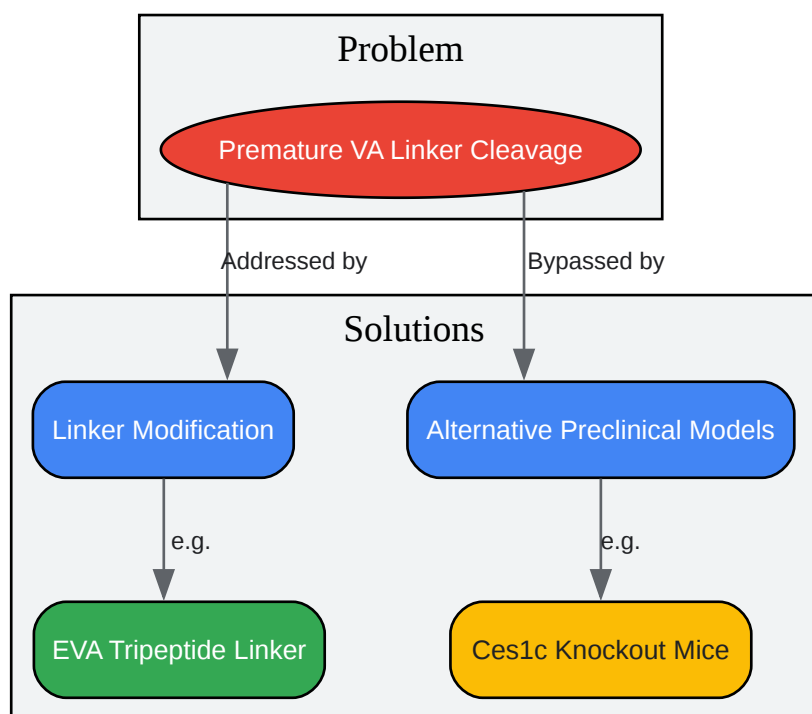 Problem
Premature VA Linker Cleavage
Addressed by
Bypassed by
Solutions
Linker Modification
Alternative Preclinical Models
e.g.
e.g.
EVA Tripeptide Linker
Ces1c Knockout Mice